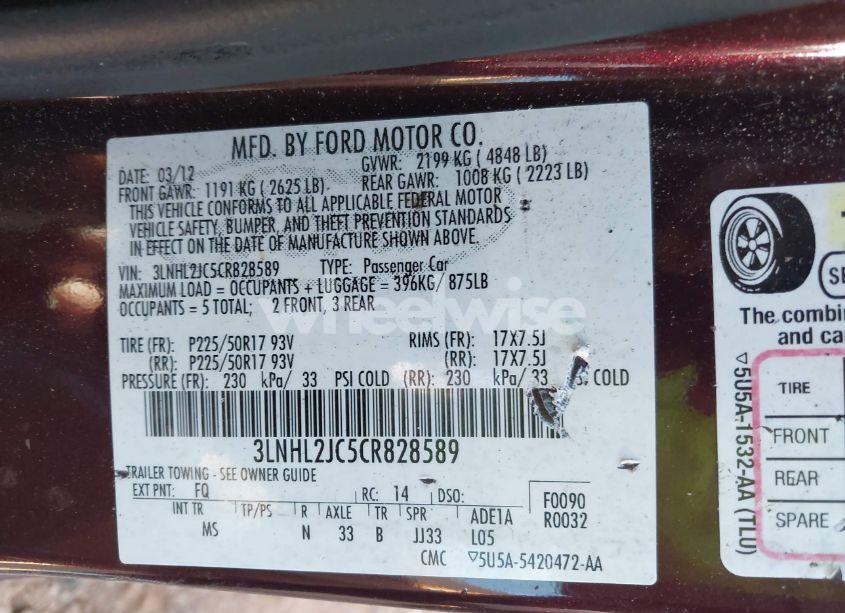 MFD. BY FORD MOTOR CO.
DATE: 03/12 GVWR: 2199 KG ( 4848 LB)
FRONT GAWR: 1191 KG ( 2625 LB) REAR GAWR: 1008 KG ( 2223 LB)
THIS VEHICLE CONFORMS TO ALL APPLICABLE FEDERAL MOTOR
VEHICLE SAFETY, BUMPER, AND THEFT PREVENTION STANDARDS
IN EFFECT ON THE DATE OF MANUFACTURE SHOWN ABOVE.
VIN: 3LNHL2JC5CR828589 TYPE: Passenger Car
MAXIMUM LOAD = OCCUPANTS + LUGGAGE = 396KG/ 875LB
OCCUPANTS = 5 TOTAL; 2 FRONT, 3 REAR
wheelwise
TIRE (FR): P225/50R17 93V RIMS (FR): 17X7.5J
(RR): P225/50R17 93V (RR): 17X7.5J
PRESSURE (FR): 230 kPa/ 33 PSI COLD (RR): 230 kPa/ 33 COLD
3LNHL2JC5CR828589
TRAILER TOWING - SEE OWNER GUIDE
EXT PNT: FQ RC: 14 DSO: F0090
R0032
INT TR TP/PS R AXLE TR SPR ADE1A
MS N 33 B JJ33 L05
CMC ▽5U5A-5420472-AA
SE
The combin
and ca
TIRE
FRONT
REAR
SPARE
▽5U5A-1532-AA (TLU)